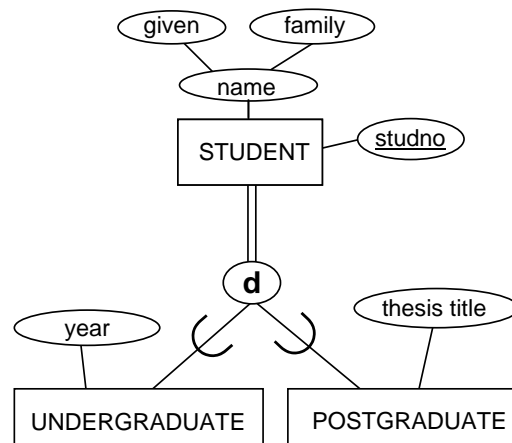 given
family
name
STUDENT
studno
d
year
thesis title
UNDERGRADUATE
POSTGRADUATE